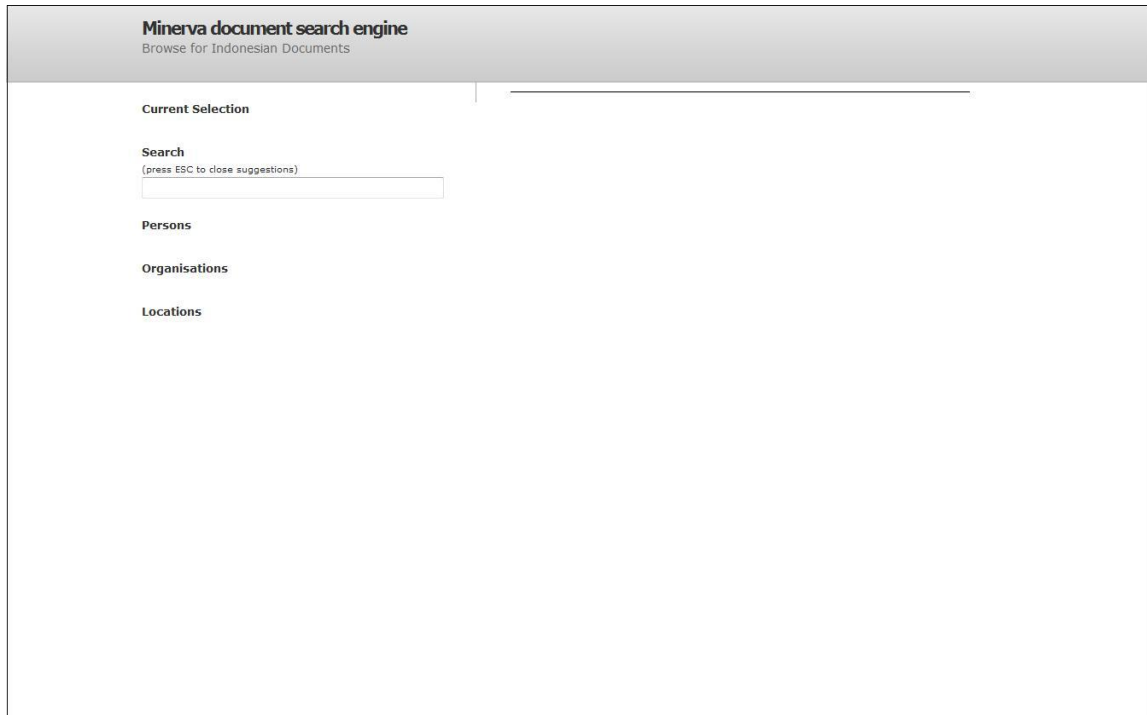 Minerva document search engine
Browse for Indonesian Documents
Current Selection
Search
(press ESC to close suggestions)
Persons
Organisations
Locations